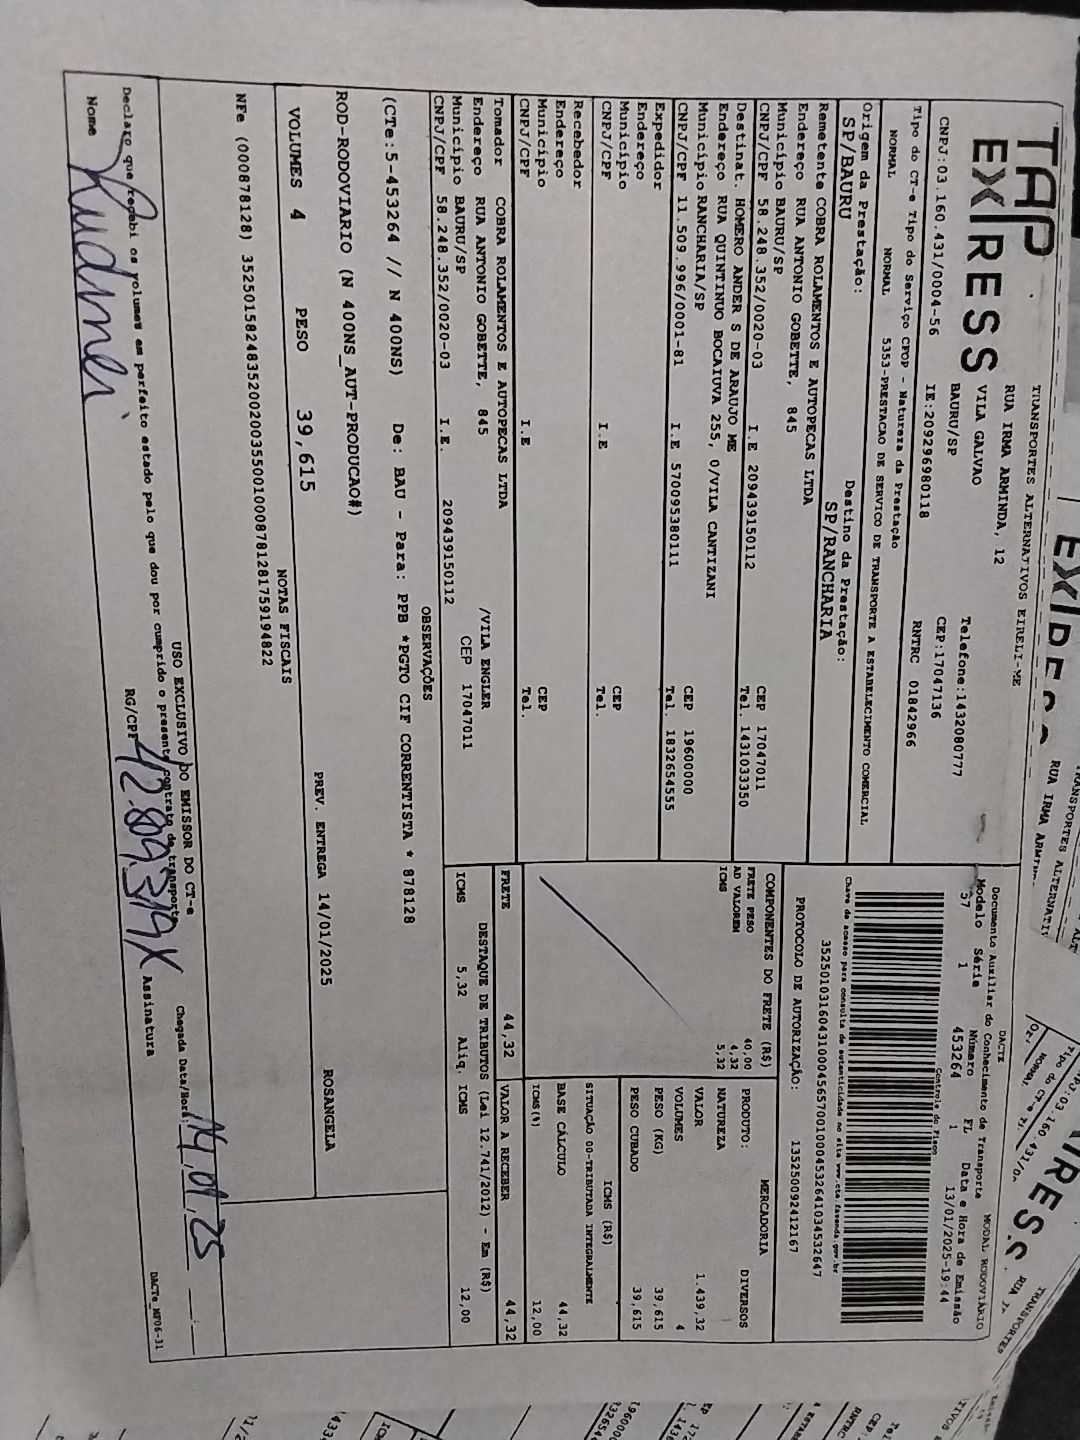 TAP
EXPRESS
TRANSPORTES ALTERNATIVOS EIRELI-ME
RUA IRMA ARMINDA, 12
VILA GALVAO
BAURU/SP
Telefone:1432080777
CEP:17047136
CNPJ:03.160.431/0004-56
IE:209296980118
RNTRC 01842966
Tipo do CT-e Tipo do Serviço CFOP - Natureza da Prestação
NORMAL NORMAL 5353-PRESTACAO DE SERVICO DE TRANSPORTE A ESTABELECIMENTO COMERCIAL
Origem da Prestação:
SP/BAURU
Destino da Prestação:
SP/RANCHARIA
DACTE
MODAL RODOVIÁRIO
Documento Auxiliar do Conhecimento de Transporte
Modelo Série Número FL Data e Hora de Emissão
57 1 453264 1 13/01/2025-19:44
Controle do Fisco
Chave de acesso para consulta de autenticidade no site www.cte.fazenda.gov.br
35250103160431000456570010004532641034532647
PROTOCOLO DE AUTORIZAÇÃO: 135250092412167
Remetente COBRA ROLAMENTOS E AUTOPECAS LTDA
Endereço RUA ANTONIO GOBETTE, 845
Município BAURU/SP
CEP 17047011
CNPJ/CPF 58.248.352/0020-03 I.E 209439150112 Tel. 1431033350
Destinat. HOMERO ANDER S DE ARAUJO ME
Endereço RUA QUINTINUO BOCAIUVA 255, 0/VILA CANTIZANI
Município RANCHARIA/SP
CEP 19600000
CNPJ/CPF 11.509.996/0001-81 I.E 570095380111 Tel. 1832654555
Expedidor
Endereço
Município
CEP
CNPJ/CPF I.E Tel.
Recebedor
Endereço
Município
CEP
CNPJ/CPF I.E Tel.
Tomador COBRA ROLAMENTOS E AUTOPECAS LTDA
Endereço RUA ANTONIO GOBETTE, 845 /VILA ENGLER
Município BAURU/SP CEP 17047011
CNPJ/CPF 58.248.352/0020-03 I.E. 209439150112
COMPONENTES DO FRETE (R$)
FRETE PESO 40,00
AD VALOREM 4,32
ICMS 5,32
MERCADORIA
PRODUTO: DIVERSOS
NATUREZA
VALOR 1.439,32
VOLUMES 4
PESO (KG) 39,615
PESO CUBADO 39,615
ICMS (R$)
SITUAÇÃO 00-TRIBUTADA INTEGRALMENTE
BASE CÁLCULO 44,32
ICMS(%) 12,00
FRETE 44,32
VALOR A RECEBER 44,32
DESTAQUE DE TRIBUTOS (Lei 12.741/2012) - Em (R$)
ICMS 5,32 Aliq. ICMS 12,00
OBSERVAÇÕES
(CTe:5-453264 // N 400NS) De: BAU - Para: PPB *PGTO CIF CORRENTISTA * 878128
ROD-RODOVIARIO (N 400NS_AUT-PRODUCAO#)
VOLUMES 4 PESO 39,615
PREV. ENTREGA 14/01/2025 ROSANGELA
NOTAS FISCAIS
NFe (000878128) 35250158248352002003550010008781281759194822
USO EXCLUSIVO DO EMISSOR DO CT-e
Declaro que recebi os volumes em perfeito estado pelo que dou por cumprido o presente contrato de transporte
Chegada Data/Hora: 14.01.25
Nome Rudinei
RG/CPF 42.809.319X
Assinatura
DACTe_MF06-31